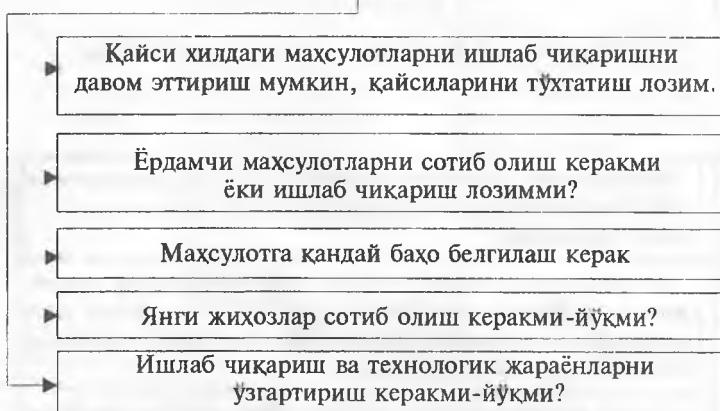 Қайси хилдаги маҳсулотларни ишлаб чиқаришни
давом эттириш мумкин, қайсиларини тўхтатиш лозим.
Ёрдамчи маҳсулотларни сотиб олиш керакми
ёки ишлаб чиқариш лозимми?
Маҳсулотга қандай баҳо белгилаш керак
Янги жиҳозлар сотиб олиш керакми-йўқми?
Ишлаб чиқариш ва технологик жараёнларни
ўзгартириш керакми-йўқми?